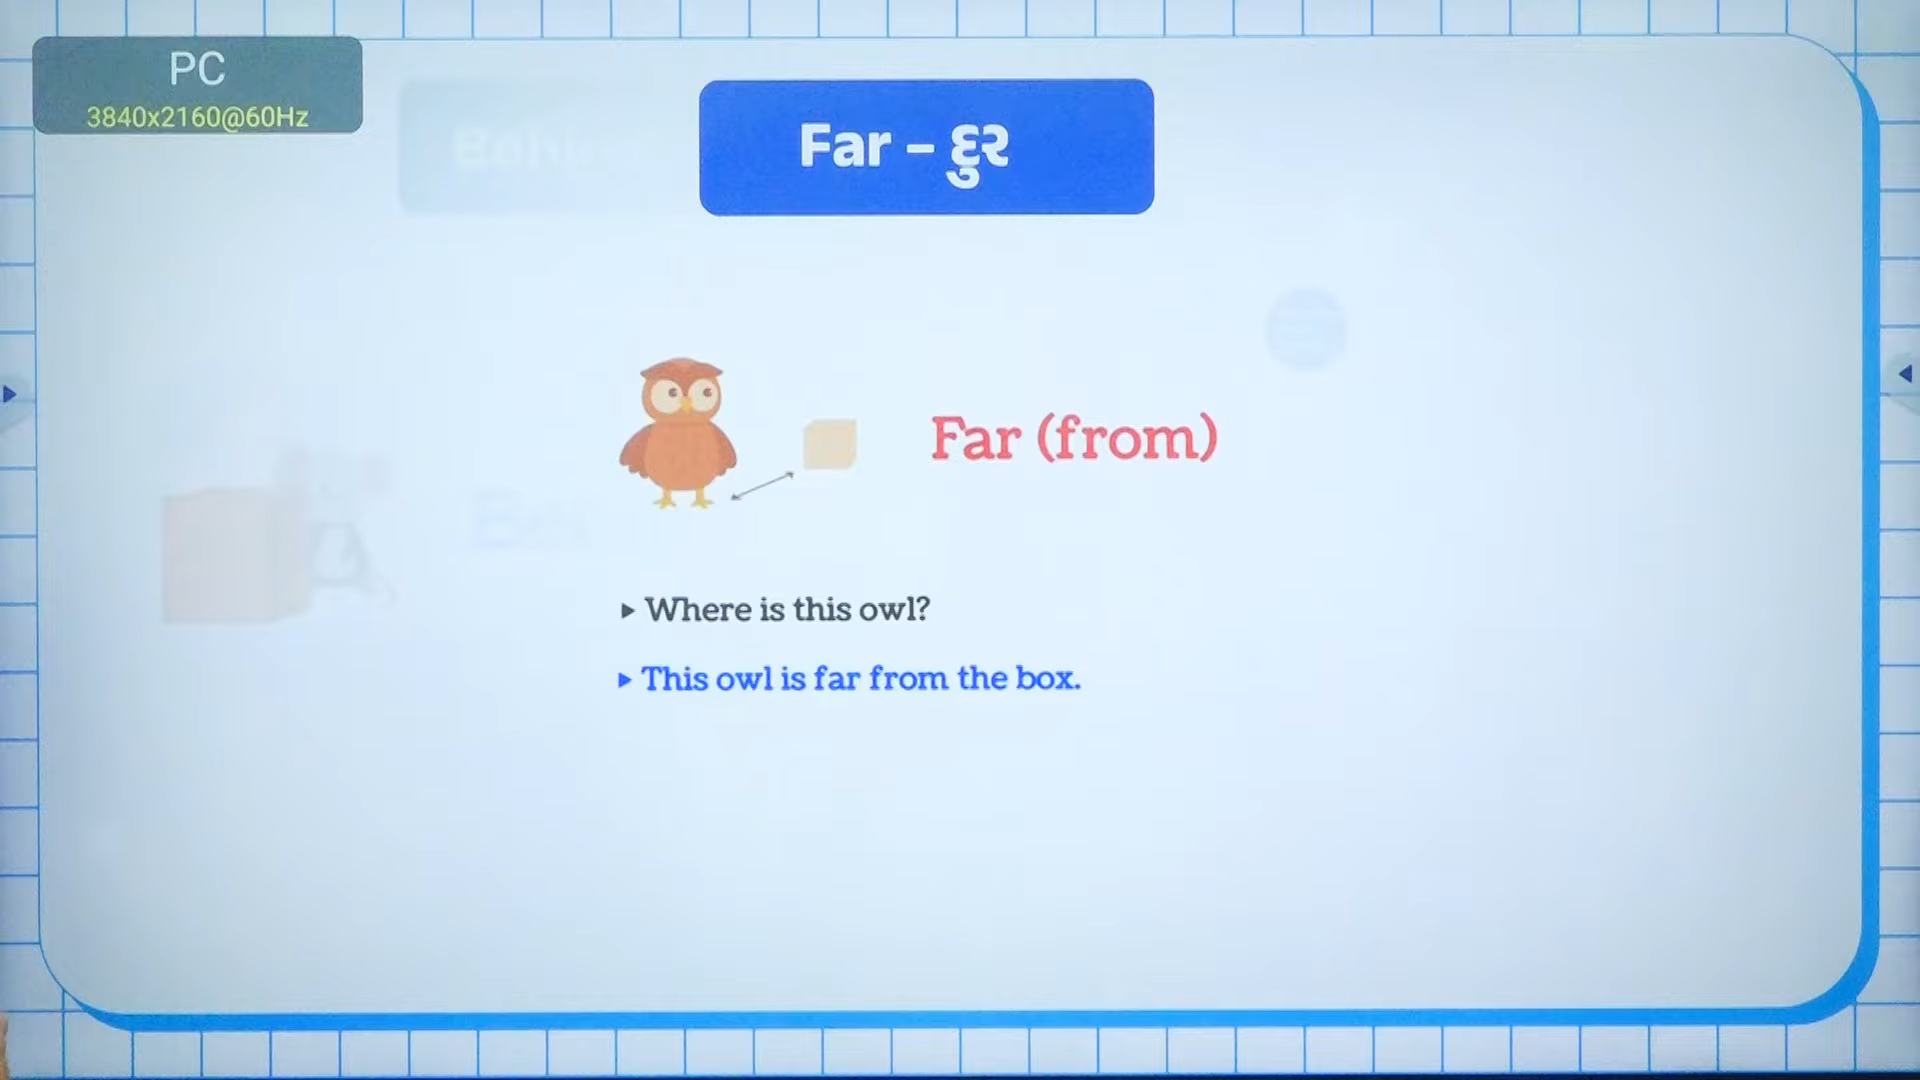 PC
3840x2160@60Hz
Far – દુર
Far (from)
Where is this owl?
This owl is far from the box.